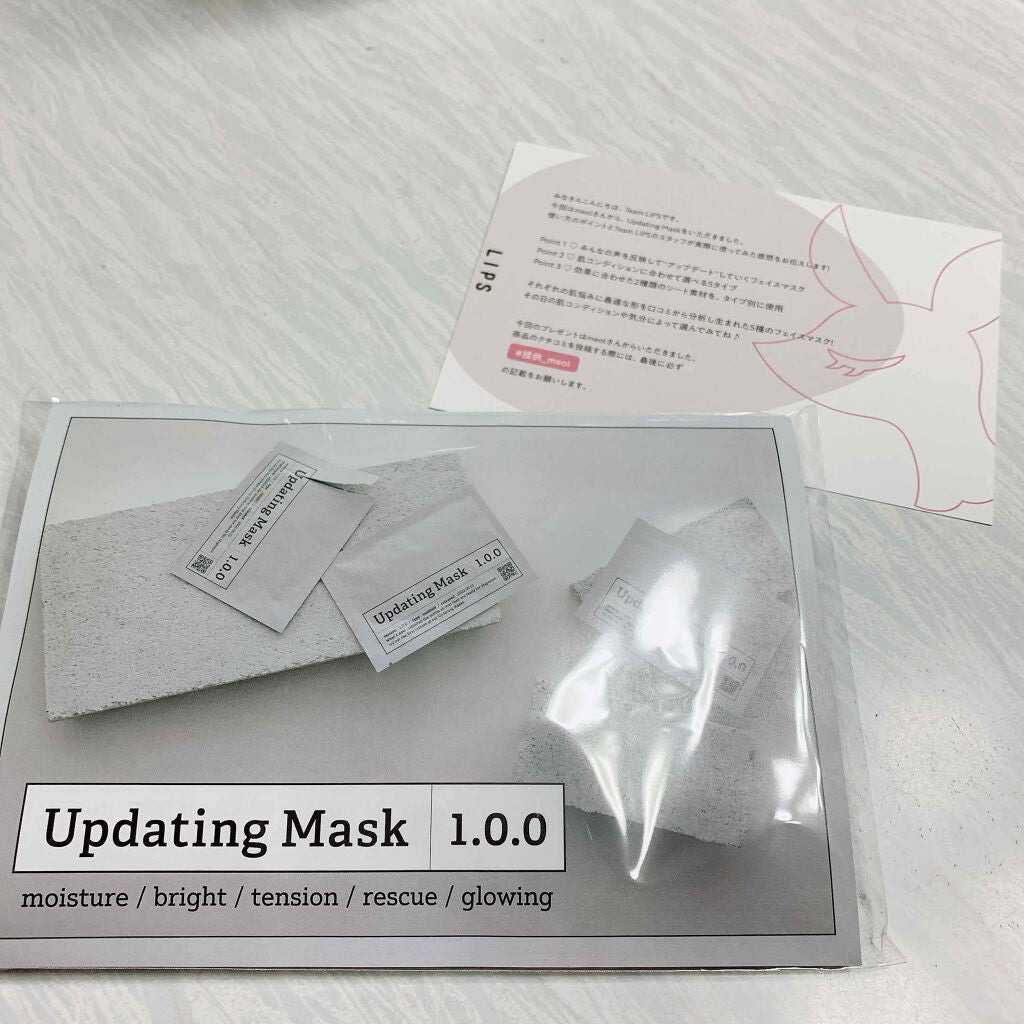 LIPS
みなさんこんにちは、Team LIPSです。
今回はmeolさんから、Updating Maskをいただきました。
使い方のポイントとTeam LIPSのスタッフが実際に使ってみた感想をお伝えします!
Point 1 ♡ みんなの声を反映して"アップデート"していくフェイスマスク
Point 2 ♡ 肌コンディションに合わせて選べる5タイプ
Point 3 ♡ 効果に合わせた2種類のシート素材を、タイプ別に使用
それぞれの肌悩みに最適な形を口コミから分析し生まれた5種のフェイスマスク!
その日の肌コンディションや気分によって選んでみてね♪
今回のプレゼントはmeolさんからいただきました。
商品のクチコミを投稿する際には、最後に必ず
#提供_meol
の記載をお願いします。
Updating Mask 1.0.0
Updating Mask 1.0.0
Updating Mask 1.0.0
moisture / bright / tension / rescue / glowing